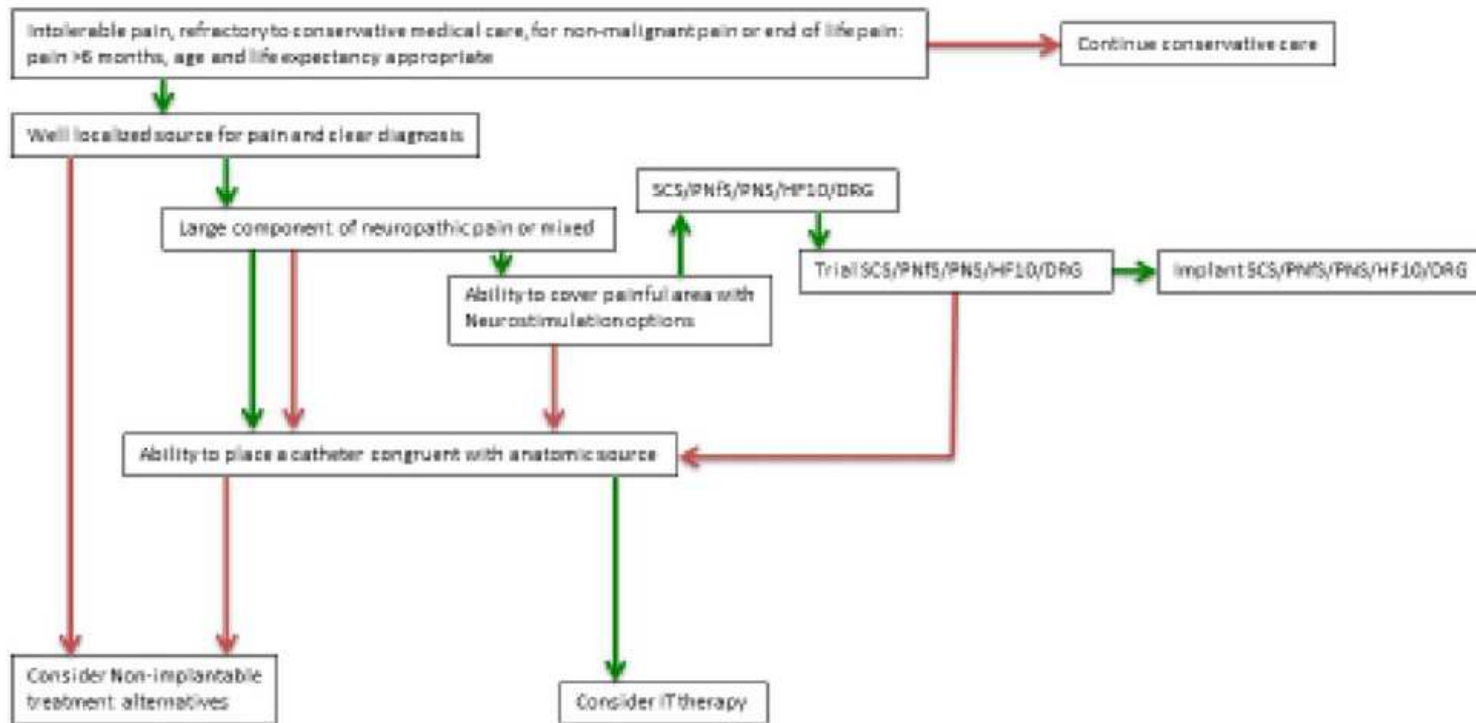 Intolerable pain, refractory to conservative medical care, for non-malignant pain or end of life pain:
pain >6 months, age and life expectancy appropriate
Continue conservative care
Well localized source for pain and clear diagnosis
SCS/PNfS/PNS/HF10/DRG
Large component of neuropathic pain or mixed
Trial SCS/PNfS/PNS/HF10/DRG
Implant SCS/PNfS/PNS/HF10/DRG
Ability to cover painful area with
Neurostimulation options
Ability to place a catheter congruent with anatomic source
Consider Non-implantable
treatment alternatives
Consider IT therapy